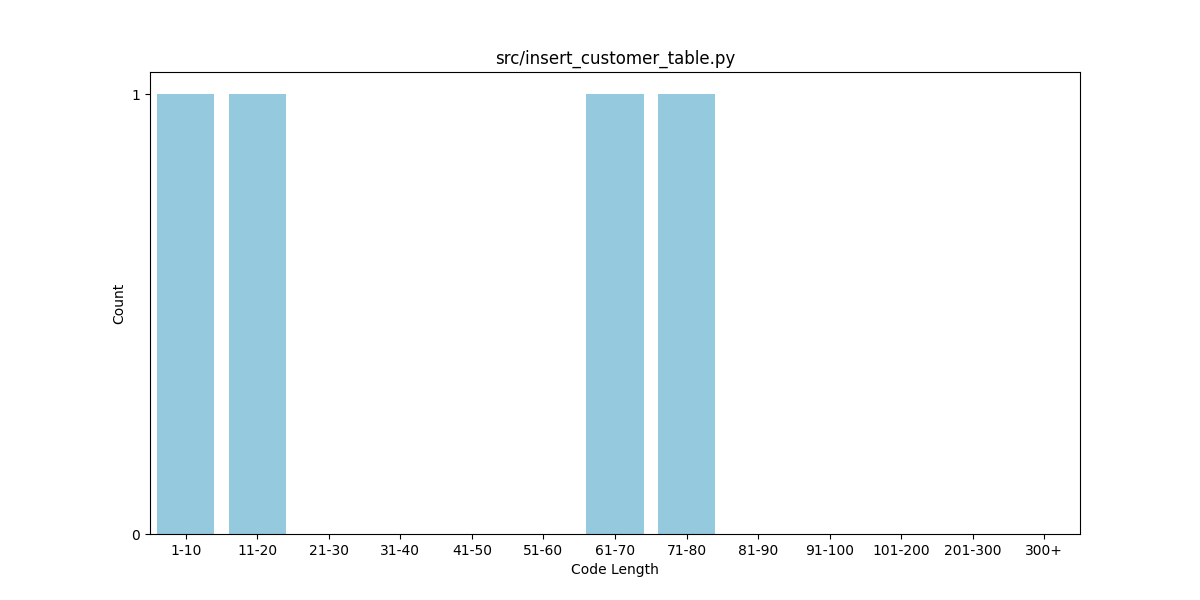 src/insert_customer_table.py
1
0
Count
1-10 11-20 21-30 31-40 41-50 51-60 61-70 71-80 81-90 91-100 101-200 201-300 300+
Code Length